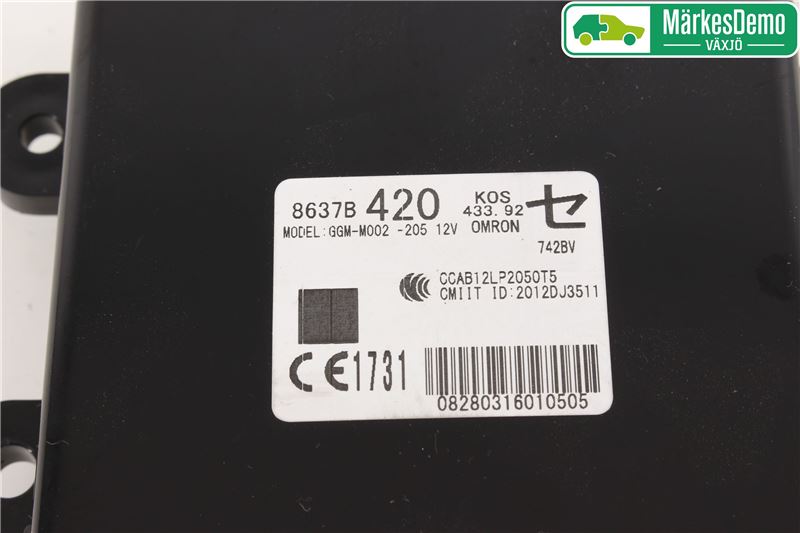 MärkesDemo
VÄXJÖ
8637B 420 KOS 433.92 セ
MODEL:GGM-M002 -205 12V OMRON
742BV
CCAB12LP2050T5
CMIIT ID:2012DJ3511
CE1731
08280316010505